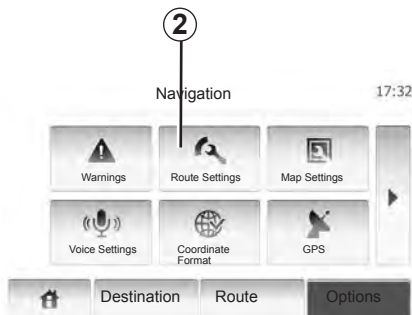 2
Navigation
17:32
Warnings
Route Settings
Map Settings
Voice Settings
Coordinate
Format
GPS
Destination
Route
Options